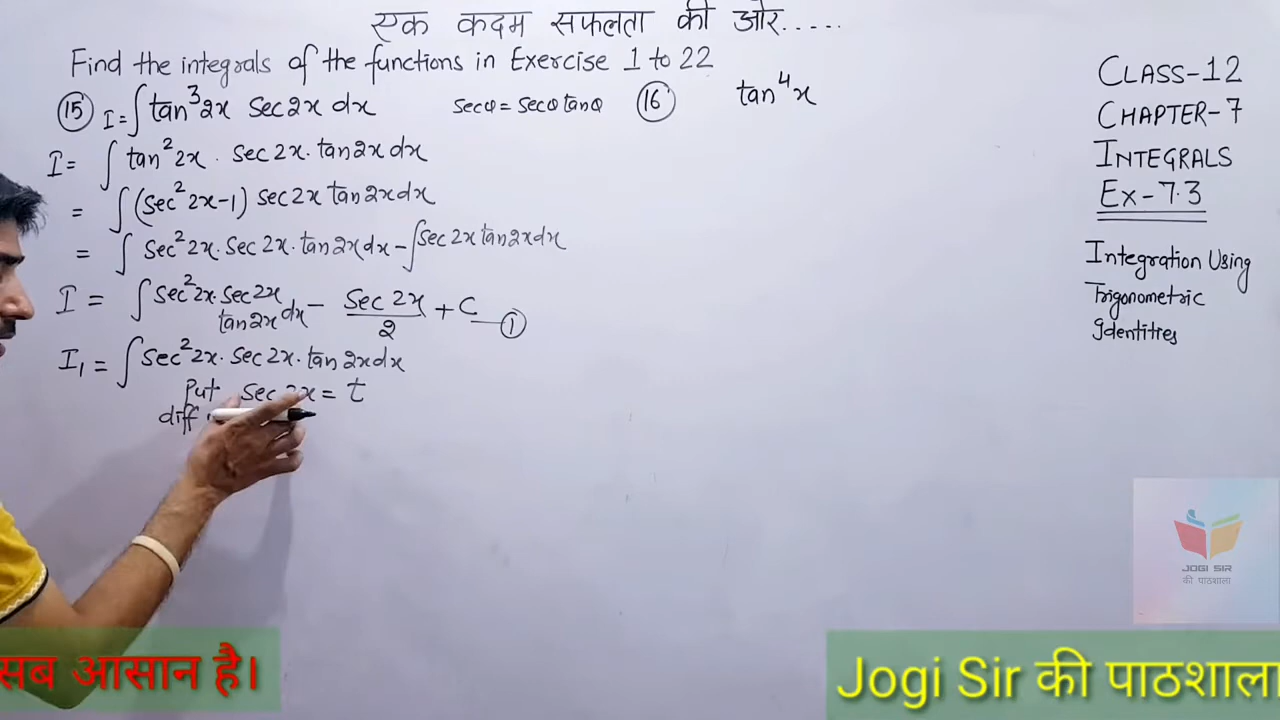 एक कदम सफलता की ओर.....
Find the integrals of the functions in Exercise 1 to 22
(15) I = ∫ tan³2x sec2x dx
secθ = secθ tanθ
(16) tan⁴x
I = ∫ tan²2x · sec2x · tan2x dx
= ∫ (sec²2x-1) sec2x tan2x dx
= ∫ sec²2x · sec2x · tan2x dx - ∫ sec2x tan2x dx
I = ∫ sec²2x · sec2x tan2x dx - sec2x/2 + C —(1)
I₁ = ∫ sec²2x · sec2x · tan2x dx
Put sec2x = t
diff
CLASS-12
CHAPTER-7
INTEGRALS
Ex-7.3
Integration Using
Trigonometric
Identities
JOGI SIR
की पाठशाला
सब आसान है।
Jogi Sir की पाठशाला